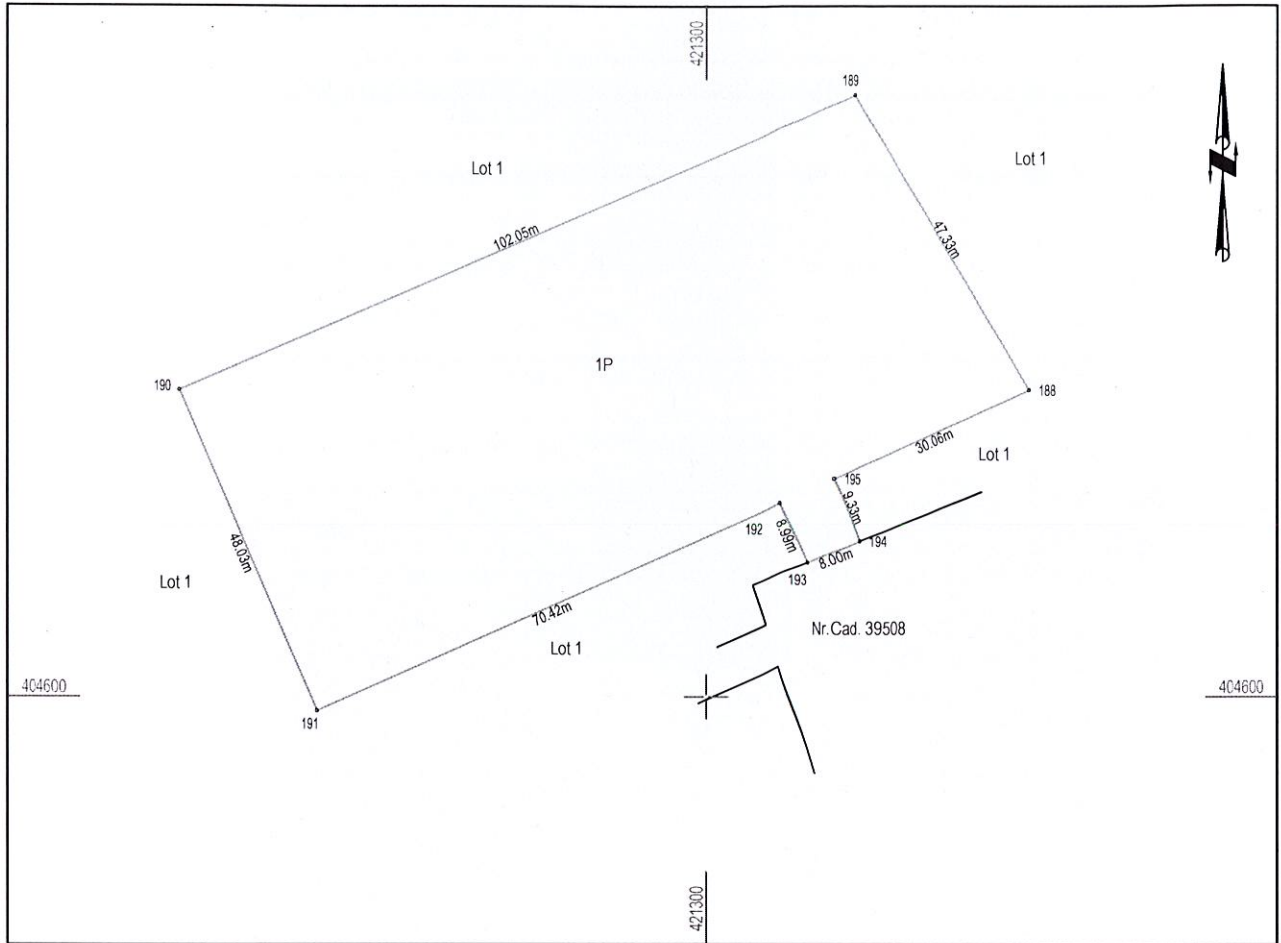 421300
189
Lot 1
Lot 1
102.05m
47.33m
1P
190
188
30.06m
Lot 1
195
9.33m
192
8.99m
194
8.00m
193
48.03m
Lot 1
70.42m
Nr.Cad. 39508
Lot 1
404600
404600
191
421300